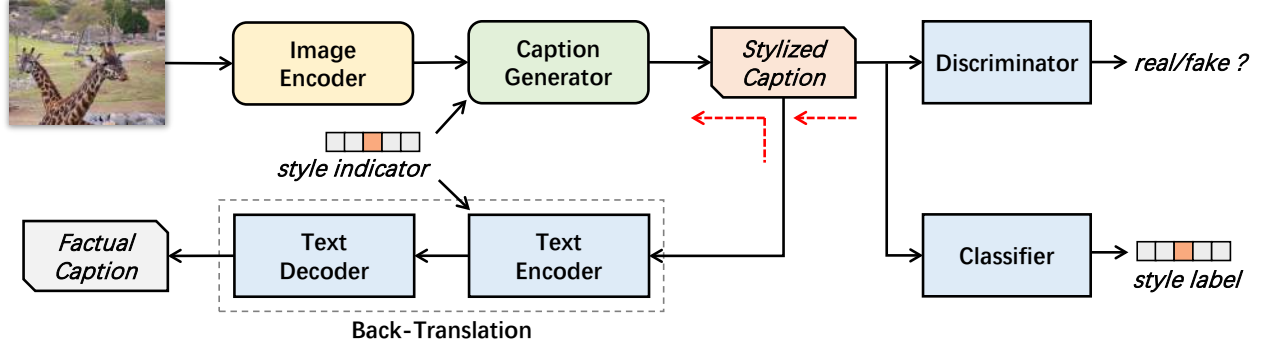 Image
Encoder
Caption
Generator
Stylized
Caption
Discriminator
real/fake ?
style indicator
Factual
Caption
Text
Decoder
Text
Encoder
Classifier
style label
Back-Translation